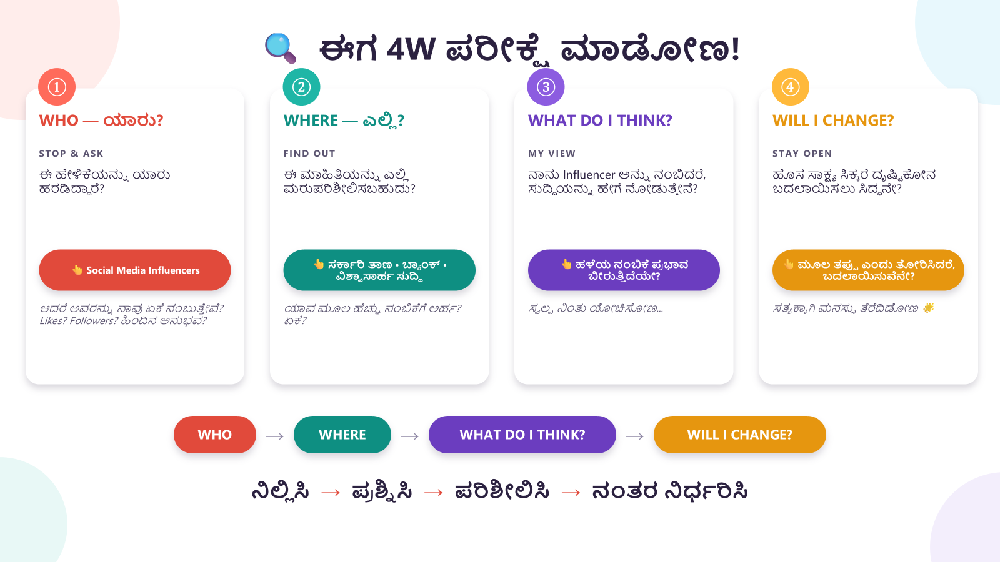 ಈಗ 4W ಪರೀಕ್ಷೆ ಮಾಡೋಣ!
①
WHO — ಯಾರು?
STOP & ASK
ಈ ಹೇಳಿಕೆಯನ್ನು ಯಾರು
ಹರಡಿದ್ದಾರೆ?
Social Media Influencers
ಆದರೆ ಅವರನ್ನು ನಾವು ಏಕೆ ನಂಬುತ್ತೇವೆ?
Likes? Followers? ಹಿಂದಿನ ಅನುಭವ?
②
WHERE — ಎಲ್ಲಿ?
FIND OUT
ಈ ಮಾಹಿತಿಯನ್ನು ಎಲ್ಲಿ
ಮರುಪರಿಶೀಲಿಸಬಹುದು?
ಸರ್ಕಾರಿ ತಾಣ • ಬ್ಯಾಂಕ್ •
ವಿಶ್ವಾಸಾರ್ಹ ಸುದ್ದಿ
ಯಾವ ಮೂಲ ಹೆಚ್ಚು ನಂಬಿಕೆಗೆ ಅರ್ಹ?
ಏಕೆ?
③
WHAT DO I THINK?
MY VIEW
ನಾನು Influencer ಅನ್ನು ನಂಬಿದರೆ,
ಸುದ್ದಿಯನ್ನು ಹೇಗೆ ನೋಡುತ್ತೇನೆ?
ಹಳೆಯ ನಂಬಿಕೆ ಪ್ರಭಾವ
ಬೀರುತ್ತಿದೆಯೇ?
ಸ್ವಲ್ಪ ನಿಂತು ಯೋಚಿಸೋಣ...
④
WILL I CHANGE?
STAY OPEN
ಹೊಸ ಸಾಕ್ಷ್ಯ ಸಿಕ್ಕರೆ ದೃಷ್ಟಿಕೋನ
ಬದಲಾಯಿಸಲು ಸಿದ್ಧನೇ?
ಮೂಲ ತಪ್ಪು ಎಂದು ತೋರಿಸಿದರೆ,
ಬದಲಾಯಿಸುವೆನೇ?
ಸತ್ಯಕ್ಕಾಗಿ ಮನಸ್ಸು ತೆರೆದಿಡೋಣ
WHO → WHERE → WHAT DO I THINK? → WILL I CHANGE?
ನಿಲ್ಲಿಸಿ → ಪ್ರಶ್ನಿಸಿ → ಪರಿಶೀಲಿಸಿ → ನಂತರ ನಿರ್ಧರಿಸಿ